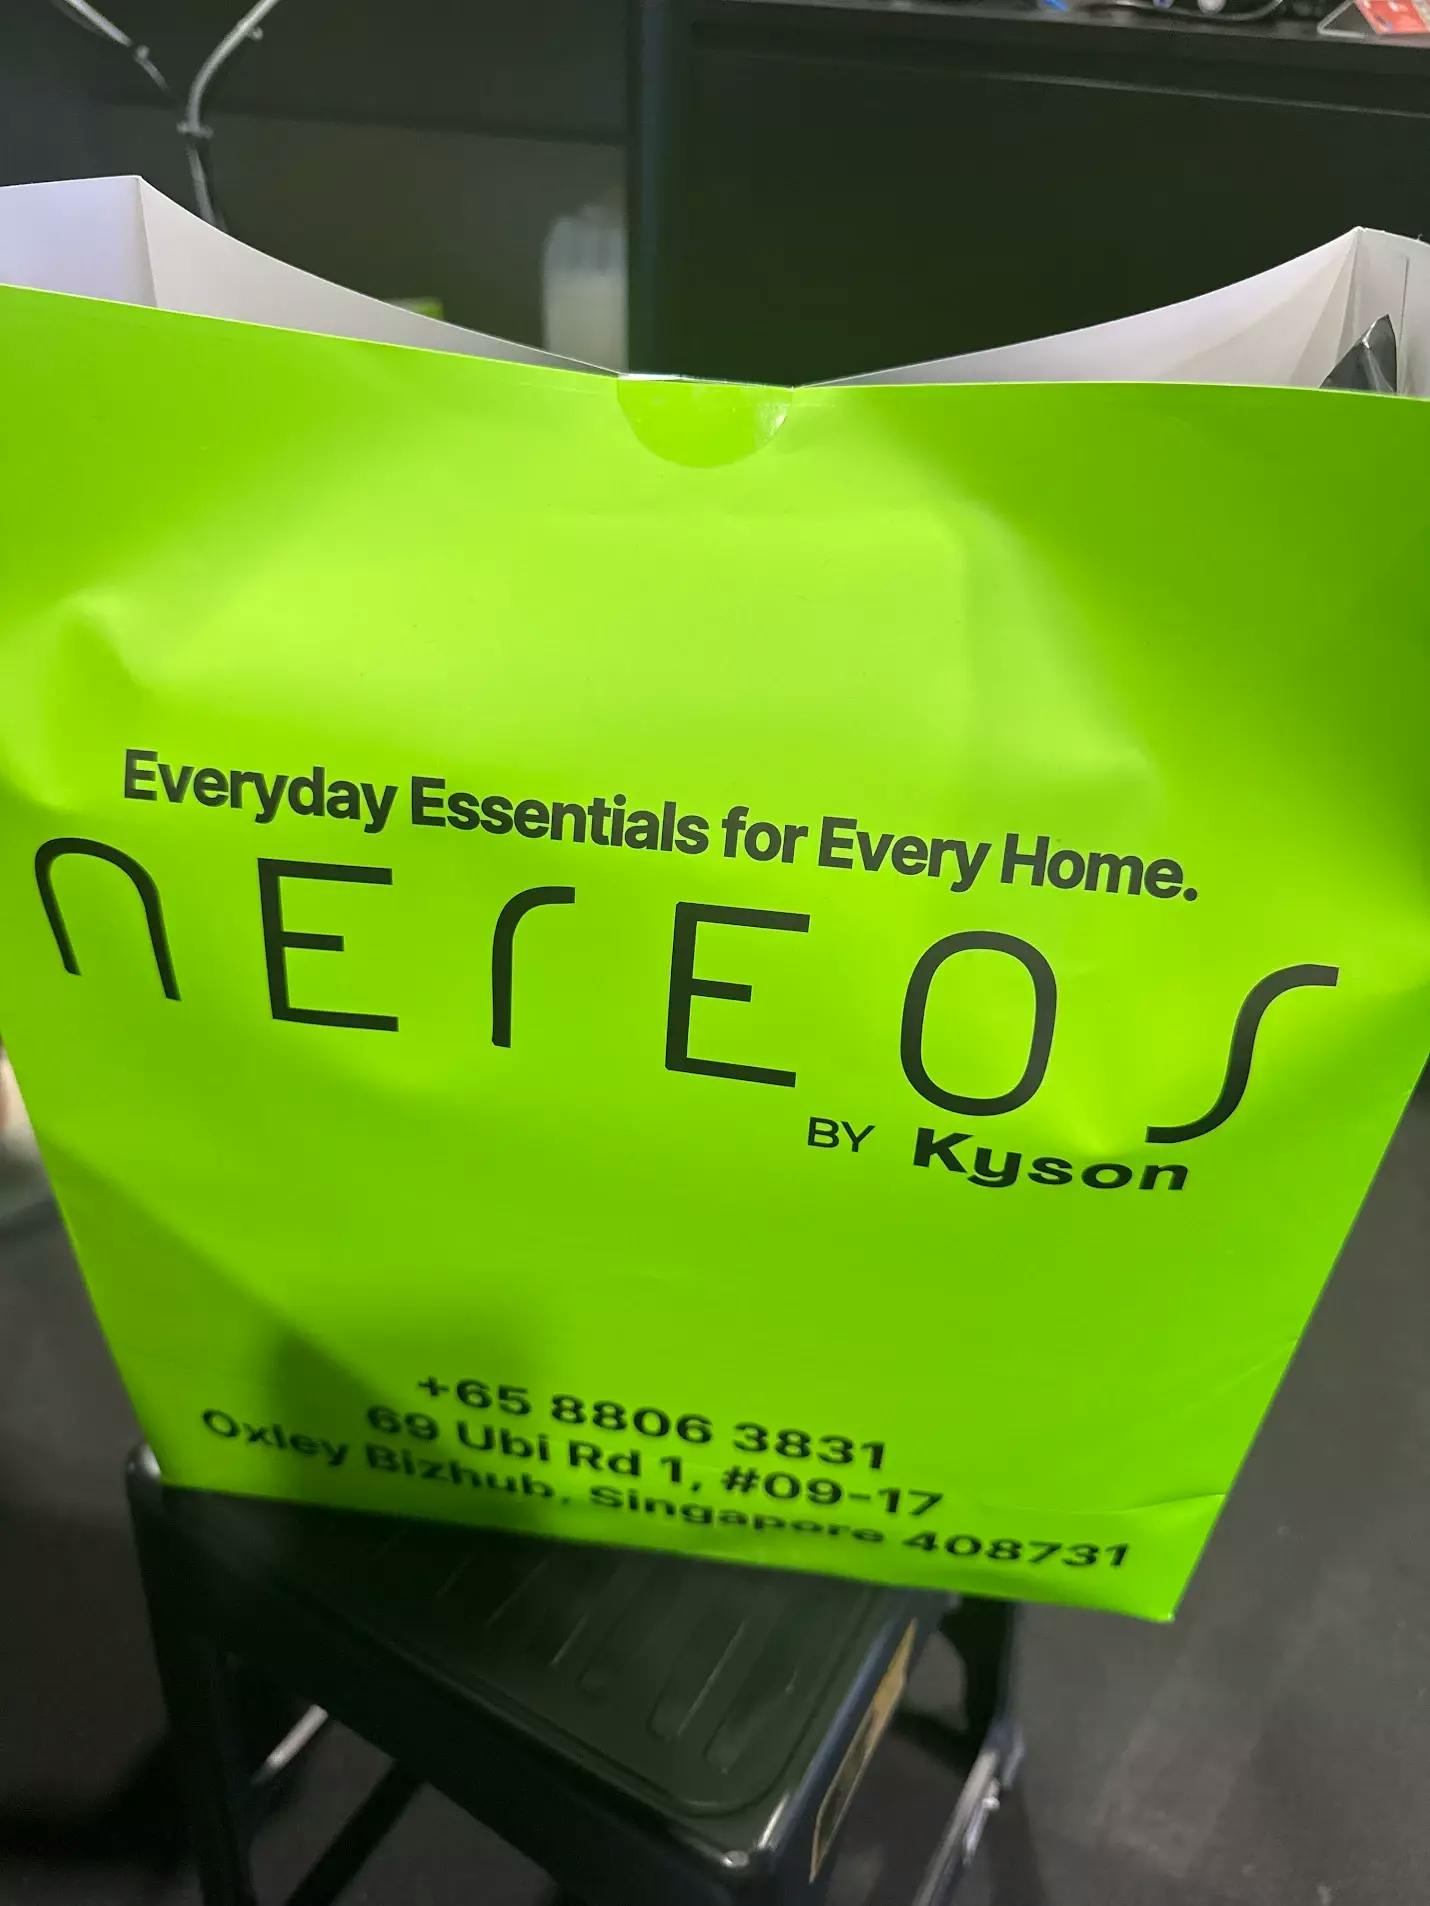 Everyday Essentials for Every Home.
nEreos
BY Kyson
+65 8806 3831
69 Ubi Rd 1, #09-17
Oxley Bizhub, Singapore 408731